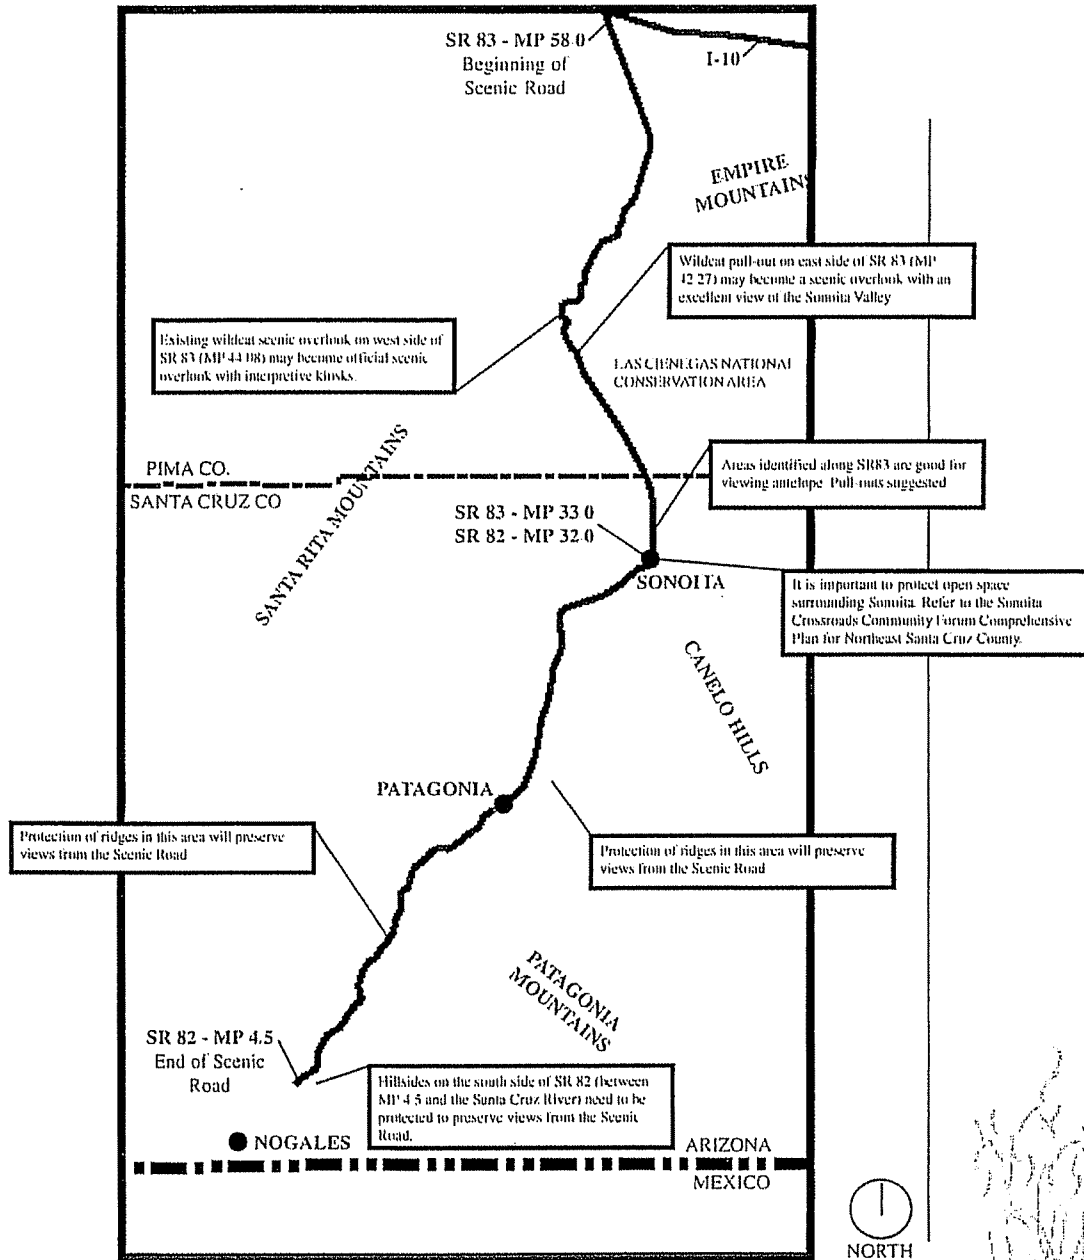 SR 83 - MP 58.0
Beginning of
Scenic Road
I-10
EMPIRE
MOUNTAINS
Wildcat pull-out on east side of SR 83 (MP
42.27) may become a scenic overlook with an
excellent view of the Sonoita Valley
Existing wildcat scenic overlook on west side of
SR 83 (MP 44.08) may become official scenic
overlook with interpretive kiosks.
LAS CIENEGAS NATIONAL
CONSERVATION AREA
SANTA RITA MOUNTAINS
PIMA CO.
SANTA CRUZ CO
Areas identified along SR83 are good for
viewing antelope. Pull-outs suggested
SR 83 - MP 33.0
SR 82 - MP 32.0
SONOITA
It is important to protect open space
surrounding Sonoita. Refer to the Sonoita
Crossroads Community Forum Comprehensive
Plan for Northeast Santa Cruz County.
CANELO HILLS
PATAGONIA
Protection of ridges in this area will preserve
views from the Scenic Road
Protection of ridges in this area will preserve
views from the Scenic Road
PATAGONIA
MOUNTAINS
SR 82 - MP 4.5
End of Scenic
Road
Hillsides on the south side of SR 82 (between
MP 4.5 and the Santa Cruz River) need to be
protected to preserve views from the Scenic
Road.
NOGALES
ARIZONA
MEXICO
NORTH